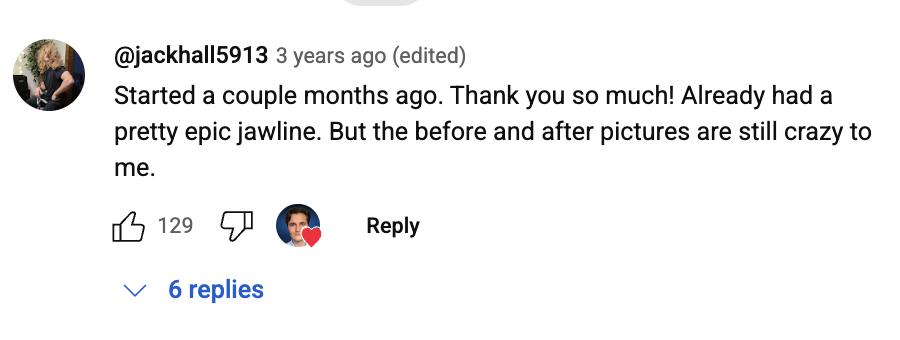 @jackhall5913 3 years ago (edited)
Started a couple months ago. Thank you so much! Already had a
pretty epic jawline. But the before and after pictures are still crazy to
me.
129 Reply
6 replies